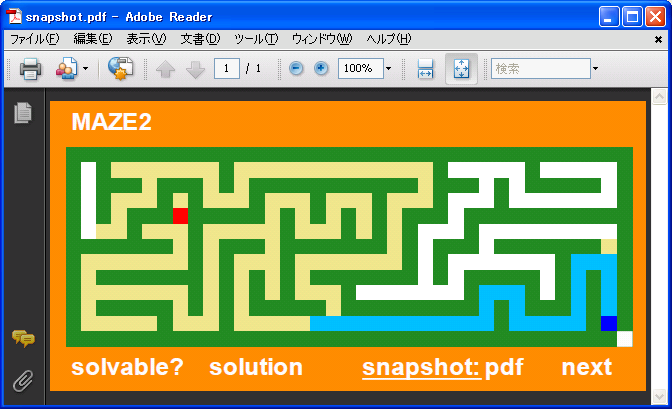 snapshot.pdf - Adobe Reader
ファイル(F) 編集(E) 表示(V) 文書(D) ツール(T) ウィンドウ(W) ヘルプ(H)
1 / 1 100% 検索
MAZE2
solvable? solution snapshot: pdf next